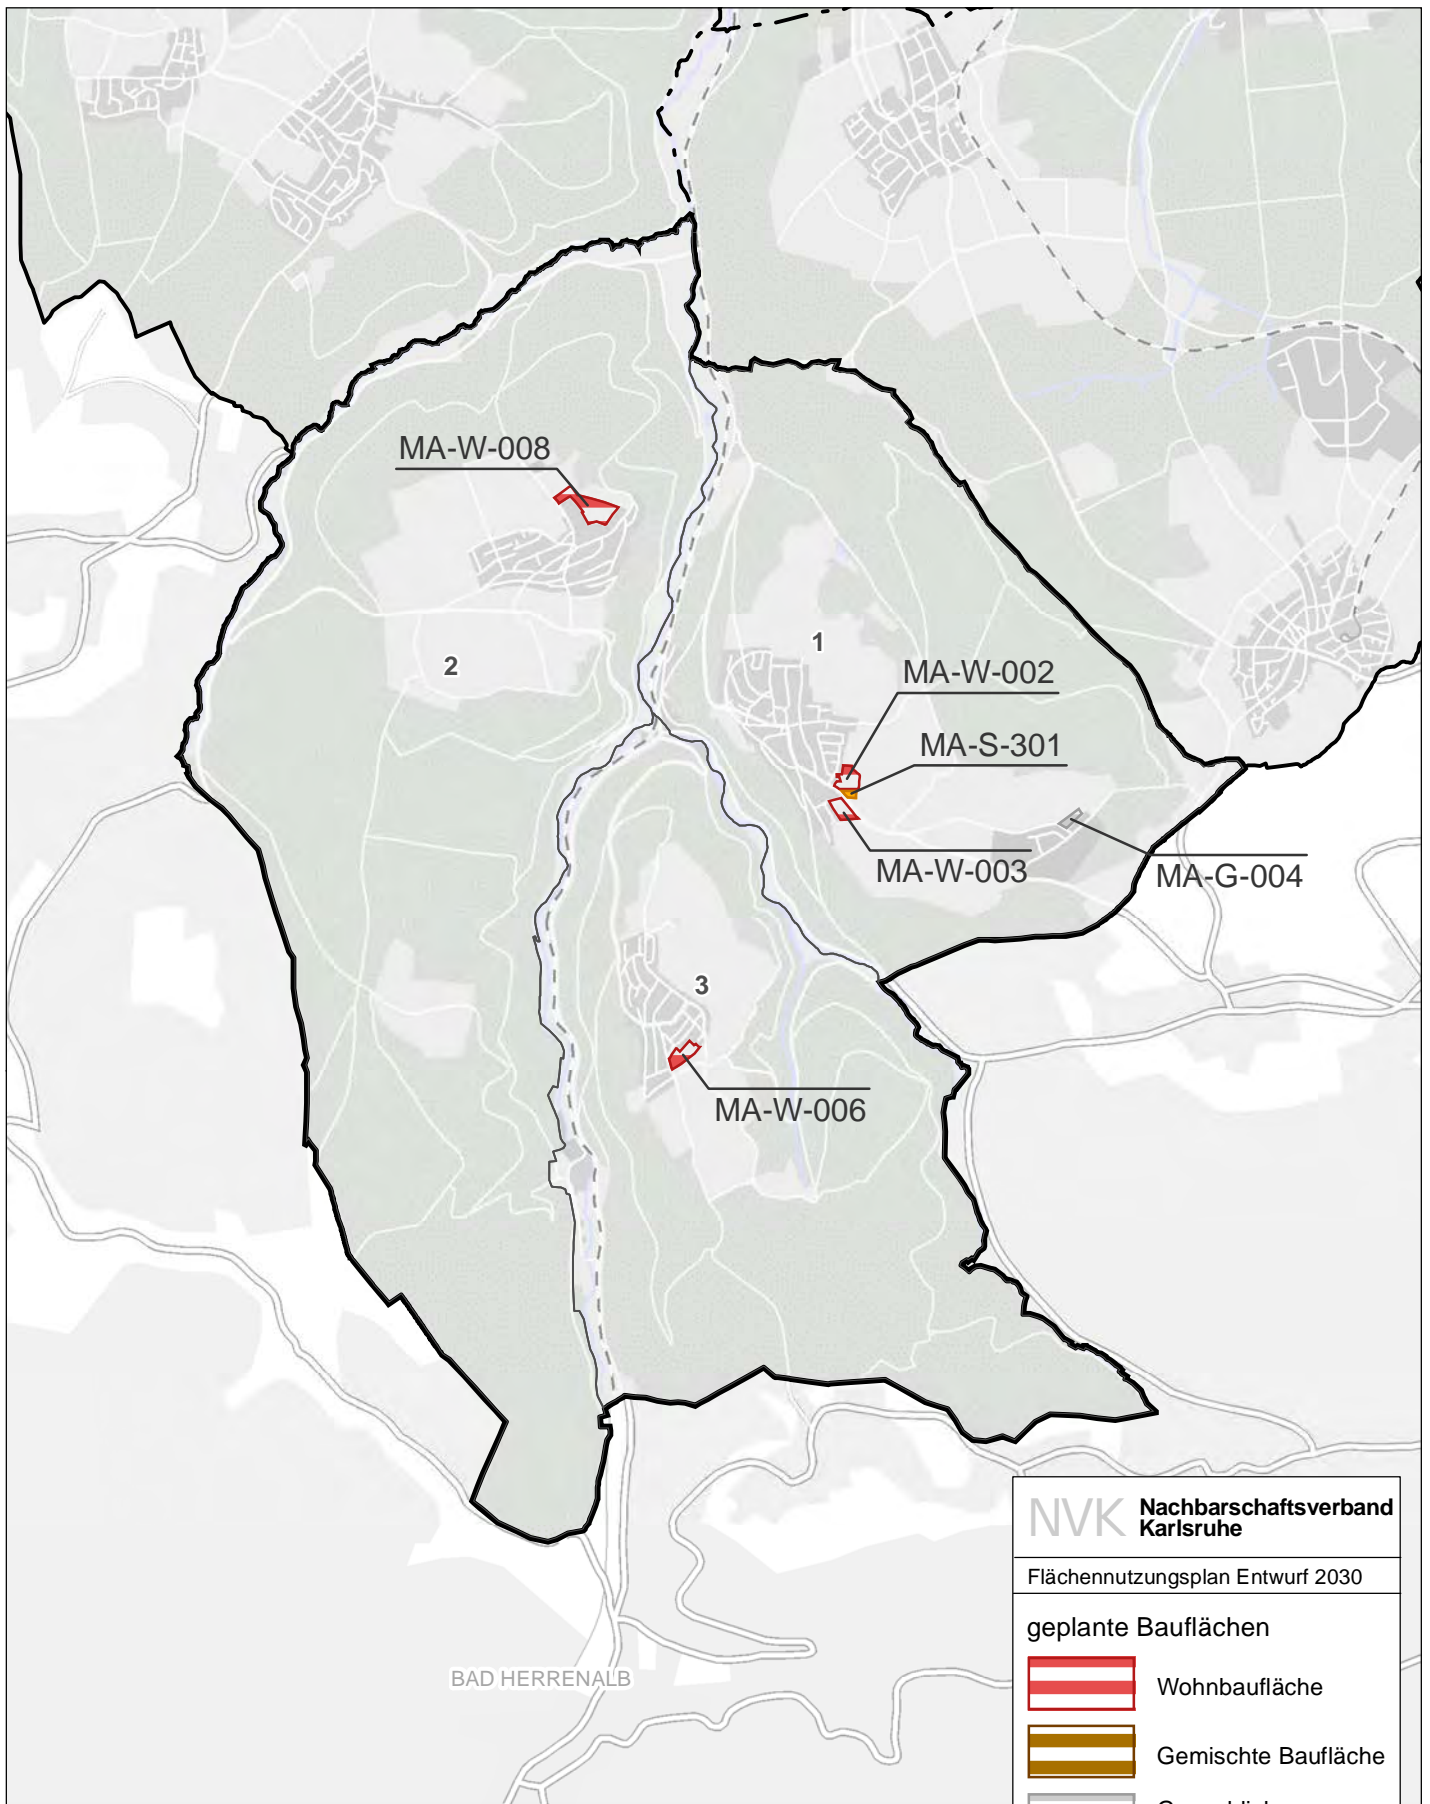 MA-W-008
1
2
MA-W-002
MA-S-301
MA-W-003
MA-G-004
3
MA-W-006
NVK Nachbarschaftsverband
Karlsruhe
Flächennutzungsplan Entwurf 2030
geplante Bauflächen
BAD HERRENALB
Wohnbaufläche
Gemischte Baufläche